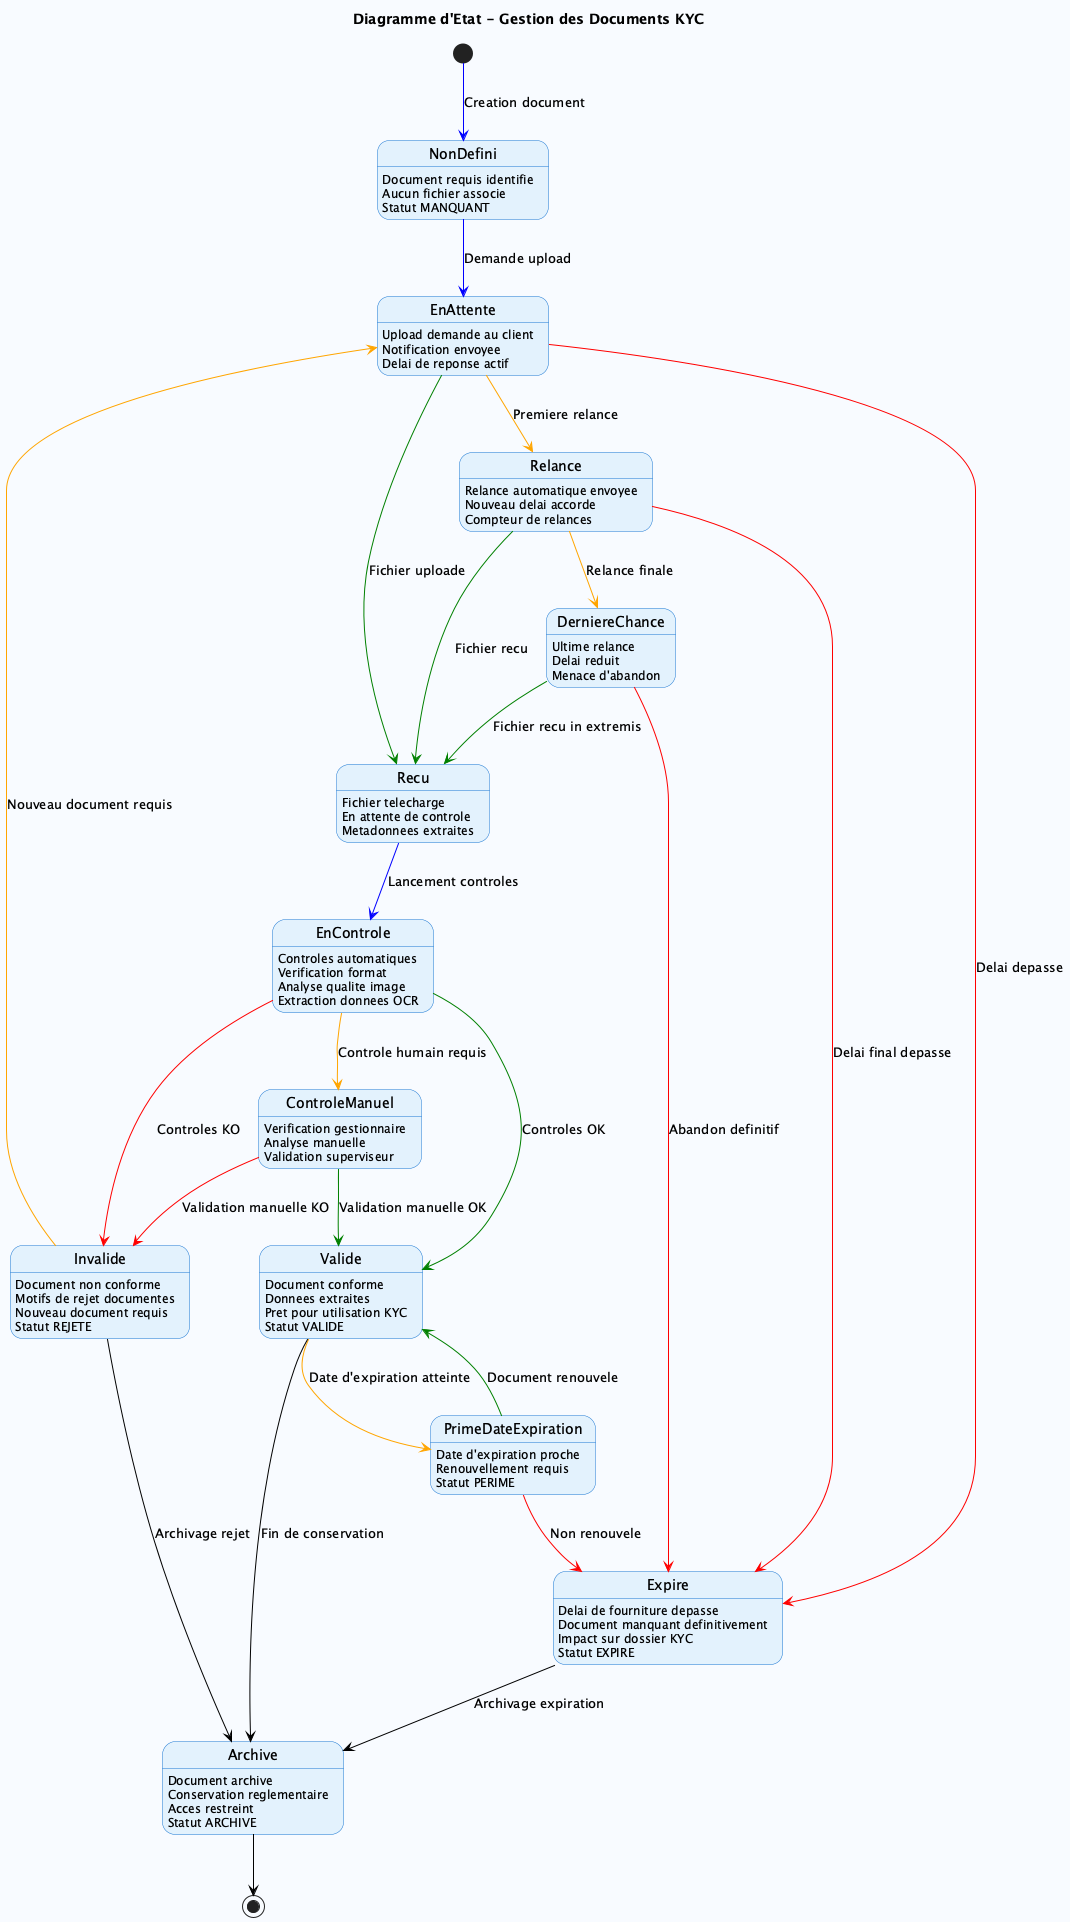 Diagramme d'Etat - Gestion des Documents KYC
Creation document
NonDefini
Document requis identifie
Aucun fichier associe
Statut MANQUANT
Demande upload
EnAttente
Upload demande au client
Notification envoyee
Delai de reponse actif
Premiere relance
Relance
Relance automatique envoyee
Nouveau delai accorde
Compteur de relances
Fichier uploade
Relance finale
DerniereChance
Ultime relance
Delai reduit
Menace d'abandon
Fichier recu
Fichier recu in extremis
Recu
Fichier telecharge
En attente de controle
Metadonnees extraites
Nouveau document requis
Lancement controles
EnControle
Controles automatiques
Verification format
Analyse qualite image
Extraction donnees OCR
Delai depasse
Controle humain requis
Delai final depasse
ControleManuel
Verification gestionnaire
Analyse manuelle
Validation superviseur
Controles KO
Controles OK
Abandon definitif
Validation manuelle KO
Validation manuelle OK
Invalide
Document non conforme
Motifs de rejet documentes
Nouveau document requis
Statut REJETE
Valide
Document conforme
Donnees extraites
Pret pour utilisation KYC
Statut VALIDE
Date d'expiration atteinte
Document renouvele
PrimeDateExpiration
Date d'expiration proche
Renouvellement requis
Statut PERIME
Archivage rejet
Fin de conservation
Non renouvele
Expire
Delai de fourniture depasse
Document manquant definitivement
Impact sur dossier KYC
Statut EXPIRE
Archivage expiration
Archive
Document archive
Conservation reglementaire
Acces restreint
Statut ARCHIVE